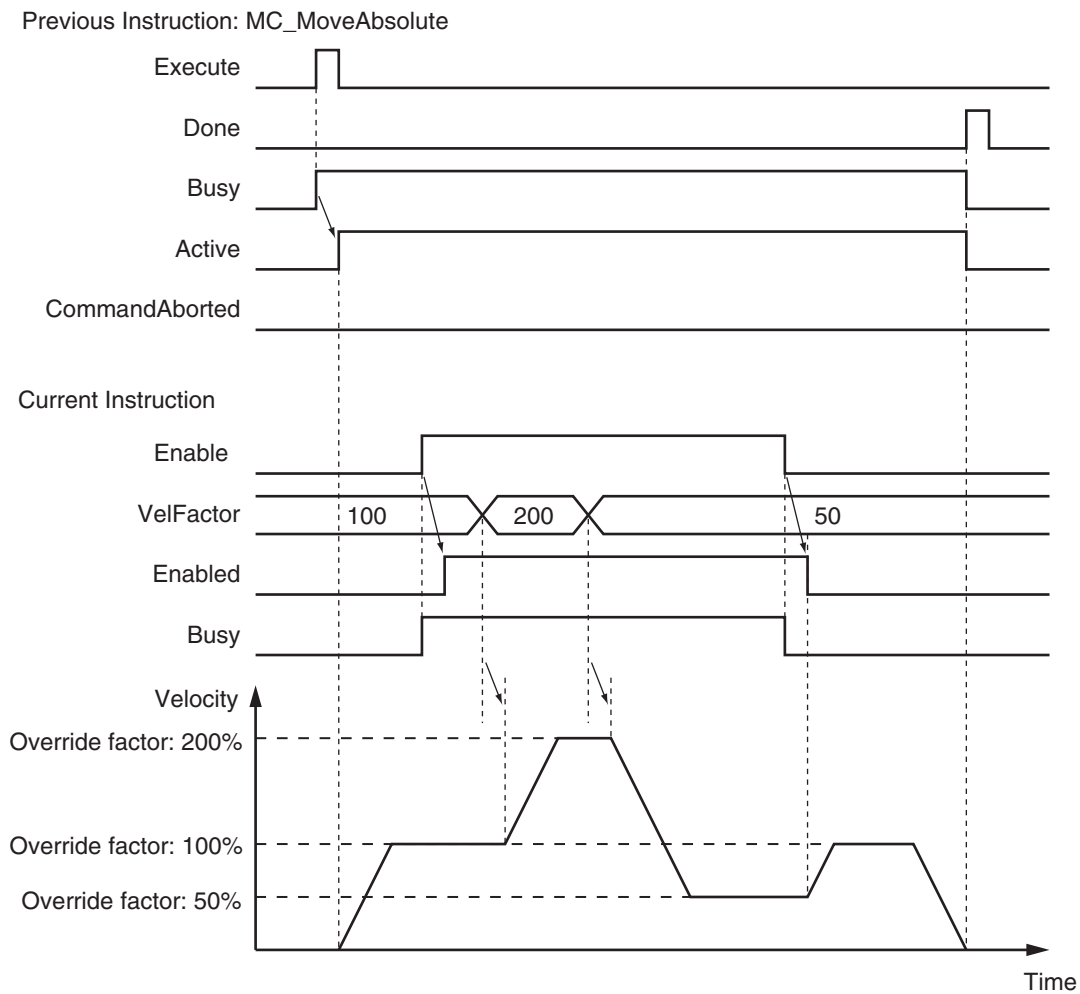 Previous Instruction: MC_MoveAbsolute
Execute
Done
Busy
Active
CommandAborted
Current Instruction
Enable
VelFactor 100 200 50
Enabled
Busy
Velocity
Override factor: 200%
Override factor: 100%
Override factor: 50%
Time